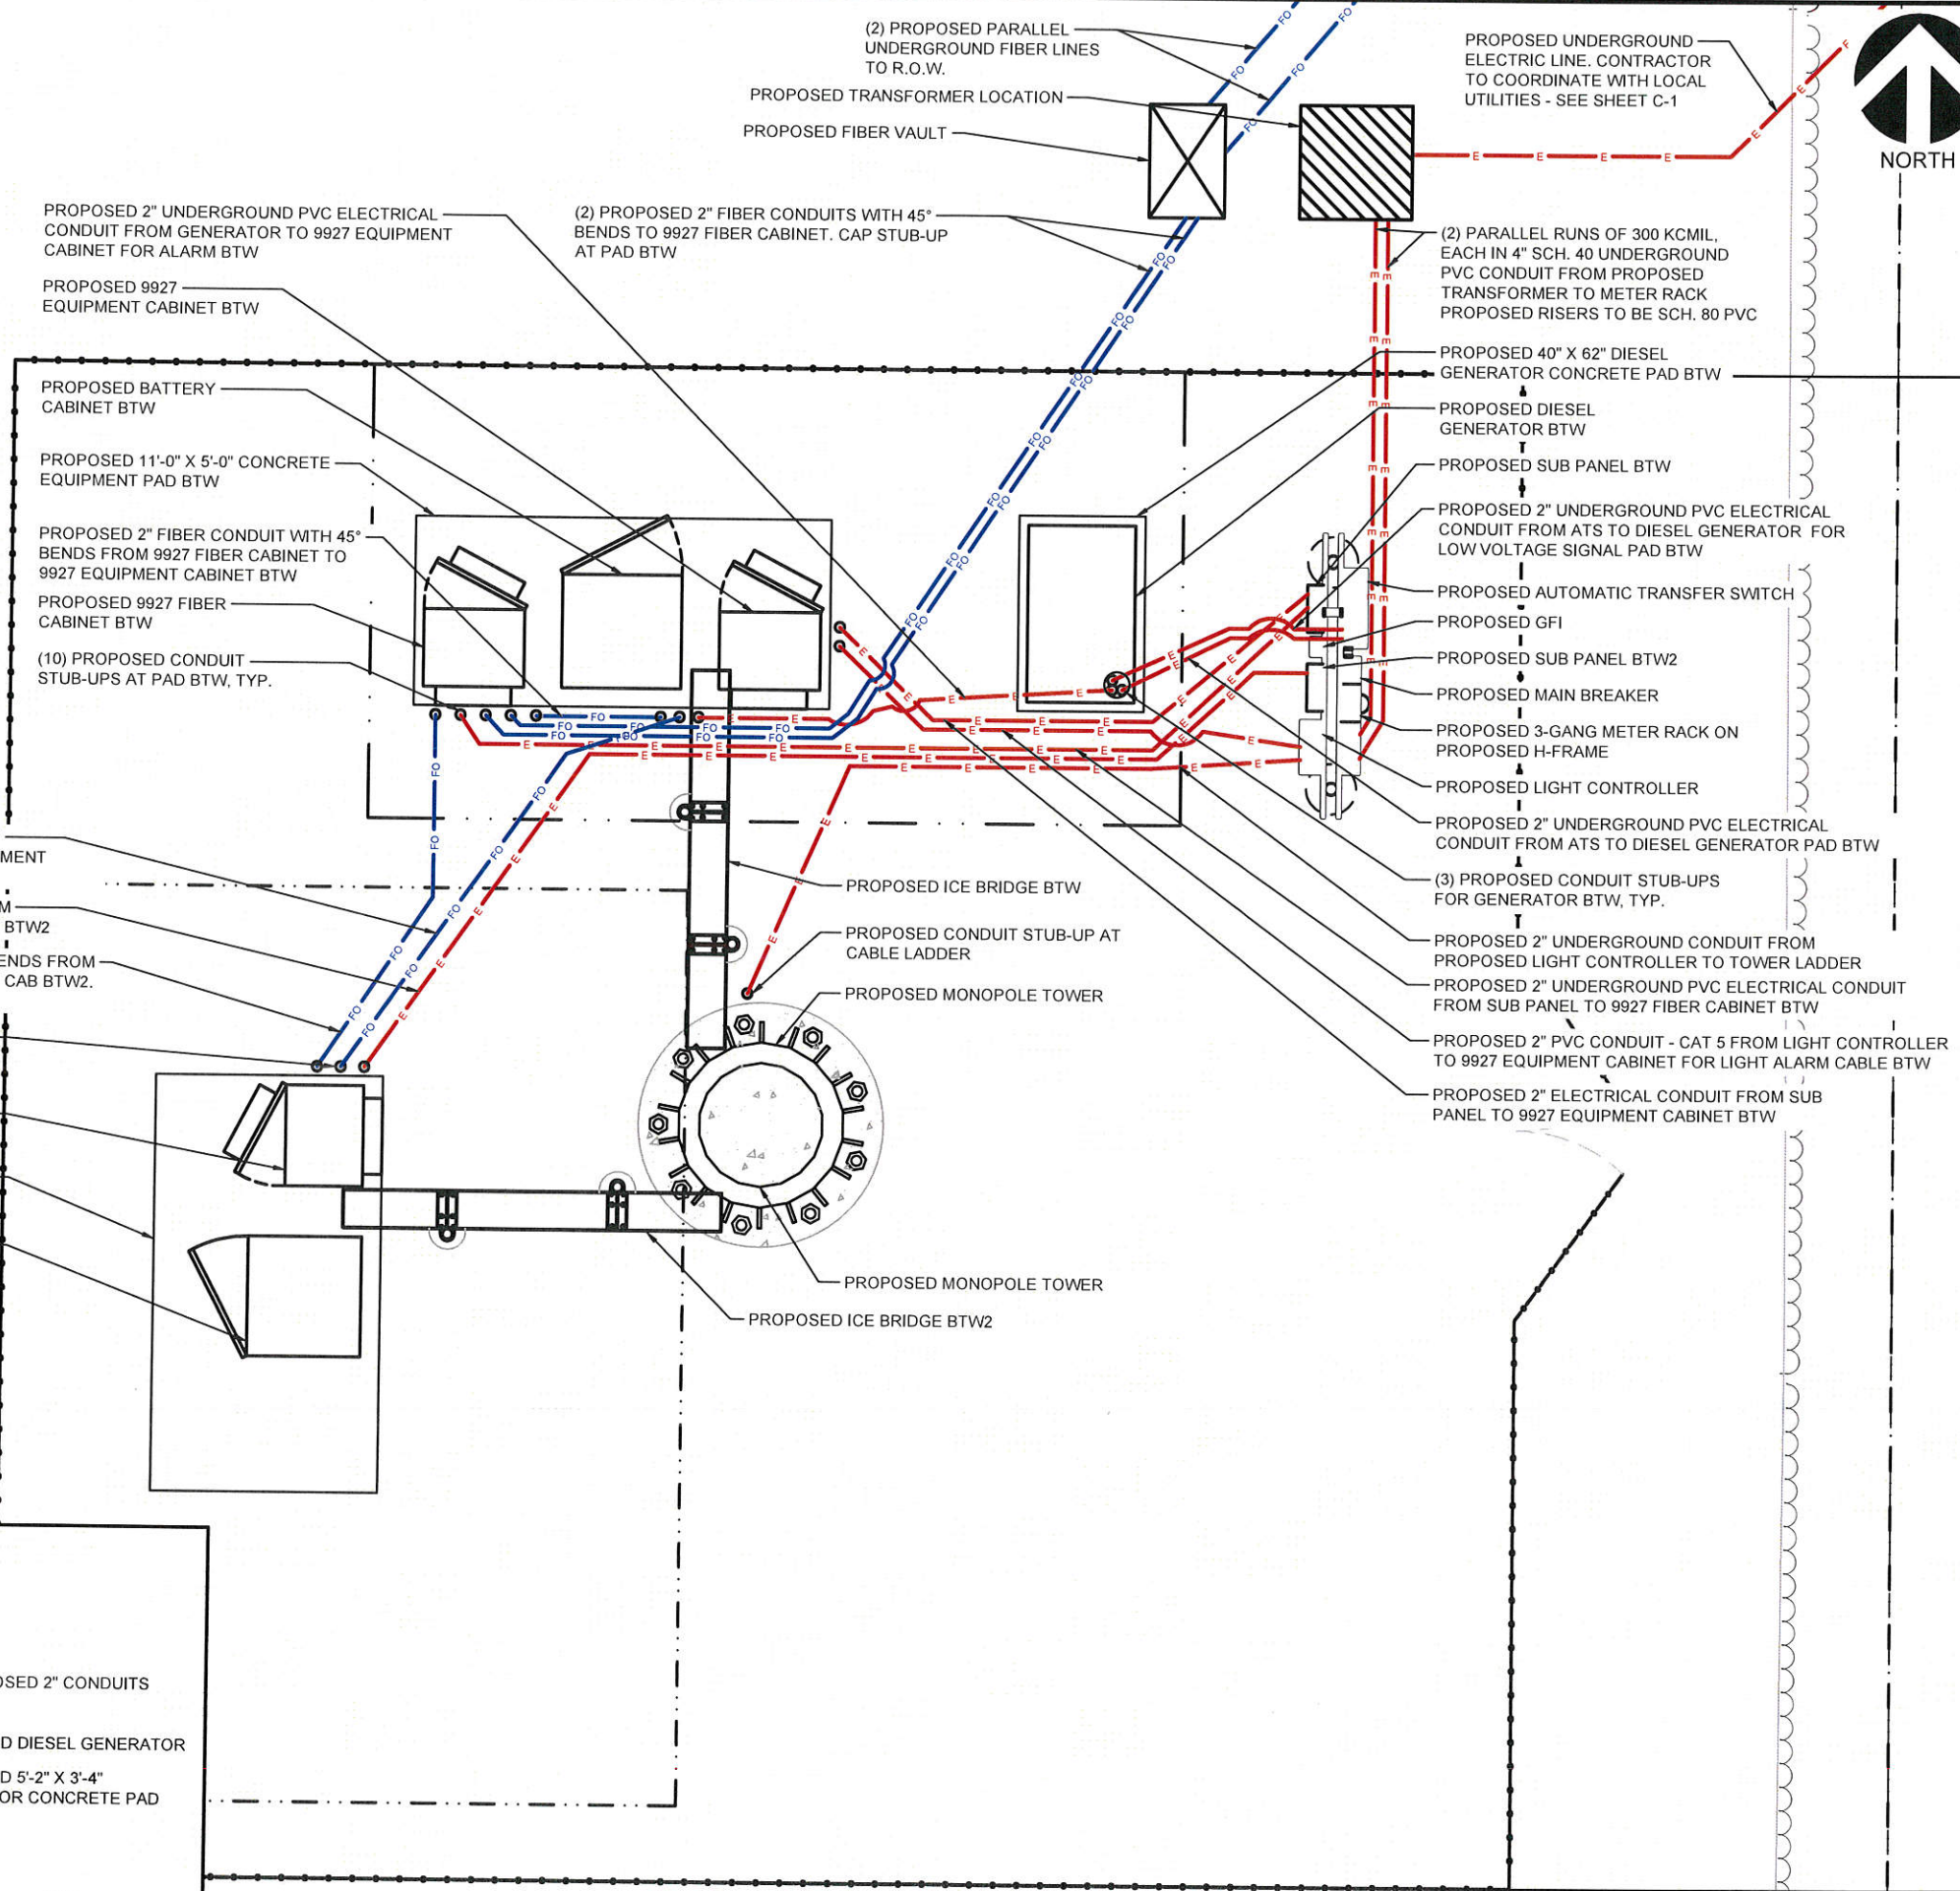 (2) PROPOSED PARALLEL
UNDERGROUND FIBER LINES
TO R.O.W.
PROPOSED TRANSFORMER LOCATION
PROPOSED FIBER VAULT
PROPOSED UNDERGROUND
ELECTRIC LINE. CONTRACTOR
TO COORDINATE WITH LOCAL
UTILITIES - SEE SHEET C-1
NORTH
PROPOSED 2" UNDERGROUND PVC ELECTRICAL
CONDUIT FROM GENERATOR TO 9927 EQUIPMENT
CABINET FOR ALARM BTW
(2) PROPOSED 2" FIBER CONDUITS WITH 45°
BENDS TO 9927 FIBER CABINET. CAP STUB-UP
AT PAD BTW
PROPOSED 9927
EQUIPMENT CABINET BTW
PROPOSED BATTERY
CABINET BTW
PROPOSED 11'-0" X 5'-0" CONCRETE
EQUIPMENT PAD BTW
PROPOSED 2" FIBER CONDUIT WITH 45°
BENDS FROM 9927 FIBER CABINET TO
9927 EQUIPMENT CABINET BTW
PROPOSED 9927 FIBER
CABINET BTW
(10) PROPOSED CONDUIT
STUB-UPS AT PAD BTW, TYP.
(2) PARALLEL RUNS OF 300 KCMIL,
EACH IN 4" SCH. 40 UNDERGROUND
PVC CONDUIT FROM PROPOSED
TRANSFORMER TO METER RACK
PROPOSED RISERS TO BE SCH. 80 PVC
PROPOSED 40" X 62" DIESEL
GENERATOR CONCRETE PAD BTW
PROPOSED DIESEL
GENERATOR BTW
PROPOSED SUB PANEL BTW
PROPOSED 2" UNDERGROUND PVC ELECTRICAL
CONDUIT FROM ATS TO DIESEL GENERATOR FOR
LOW VOLTAGE SIGNAL PAD BTW
PROPOSED AUTOMATIC TRANSFER SWITCH
PROPOSED GFI
PROPOSED SUB PANEL BTW2
PROPOSED MAIN BREAKER
PROPOSED 3-GANG METER RACK ON
PROPOSED H-FRAME
PROPOSED LIGHT CONTROLLER
PROPOSED 2" UNDERGROUND PVC ELECTRICAL
CONDUIT FROM ATS TO DIESEL GENERATOR PAD BTW
(3) PROPOSED CONDUIT STUB-UPS
FOR GENERATOR BTW, TYP.
PROPOSED 2" UNDERGROUND CONDUIT FROM
PROPOSED LIGHT CONTROLLER TO TOWER LADDER
PROPOSED 2" UNDERGROUND PVC ELECTRICAL CONDUIT
FROM SUB PANEL TO 9927 FIBER CABINET BTW
PROPOSED 2" PVC CONDUIT - CAT 5 FROM LIGHT CONTROLLER
TO 9927 EQUIPMENT CABINET FOR LIGHT ALARM CABLE BTW
PROPOSED 2" ELECTRICAL CONDUIT FROM SUB
PANEL TO 9927 EQUIPMENT CABINET BTW
MENT
M
BTW2
ENDS FROM
CAB BTW2.
PROPOSED ICE BRIDGE BTW
PROPOSED CONDUIT STUB-UP AT
CABLE LADDER
PROPOSED MONOPOLE TOWER
PROPOSED MONOPOLE TOWER
PROPOSED ICE BRIDGE BTW2
OSED 2" CONDUITS
D DIESEL GENERATOR
D 5'-2" X 3'-4"
OR CONCRETE PAD